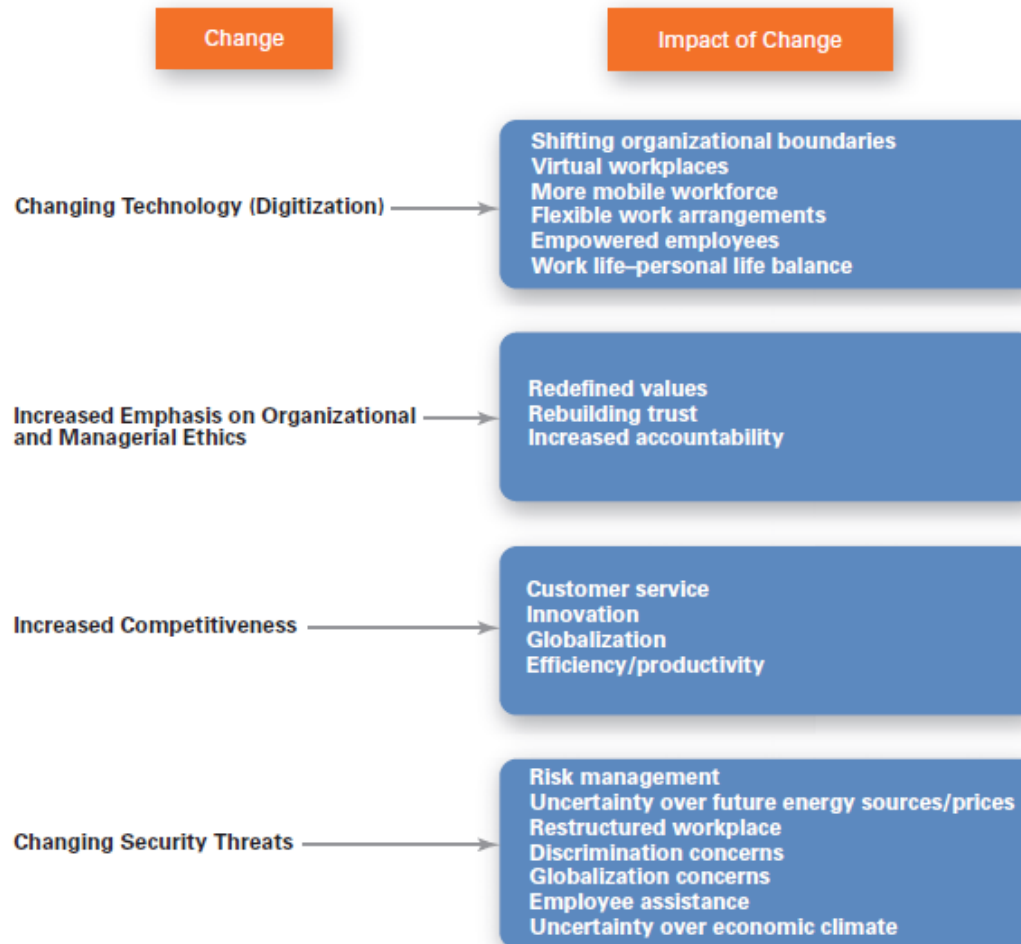 Change
Impact of Change
Changing Technology (Digitization)
Shifting organizational boundaries
Virtual workplaces
More mobile workforce
Flexible work arrangements
Empowered employees
Work life–personal life balance
Increased Emphasis on Organizational
and Managerial Ethics
Redefined values
Rebuilding trust
Increased accountability
Increased Competitiveness
Customer service
Innovation
Globalization
Efficiency/productivity
Changing Security Threats
Risk management
Uncertainty over future energy sources/prices
Restructured workplace
Discrimination concerns
Globalization concerns
Employee assistance
Uncertainty over economic climate